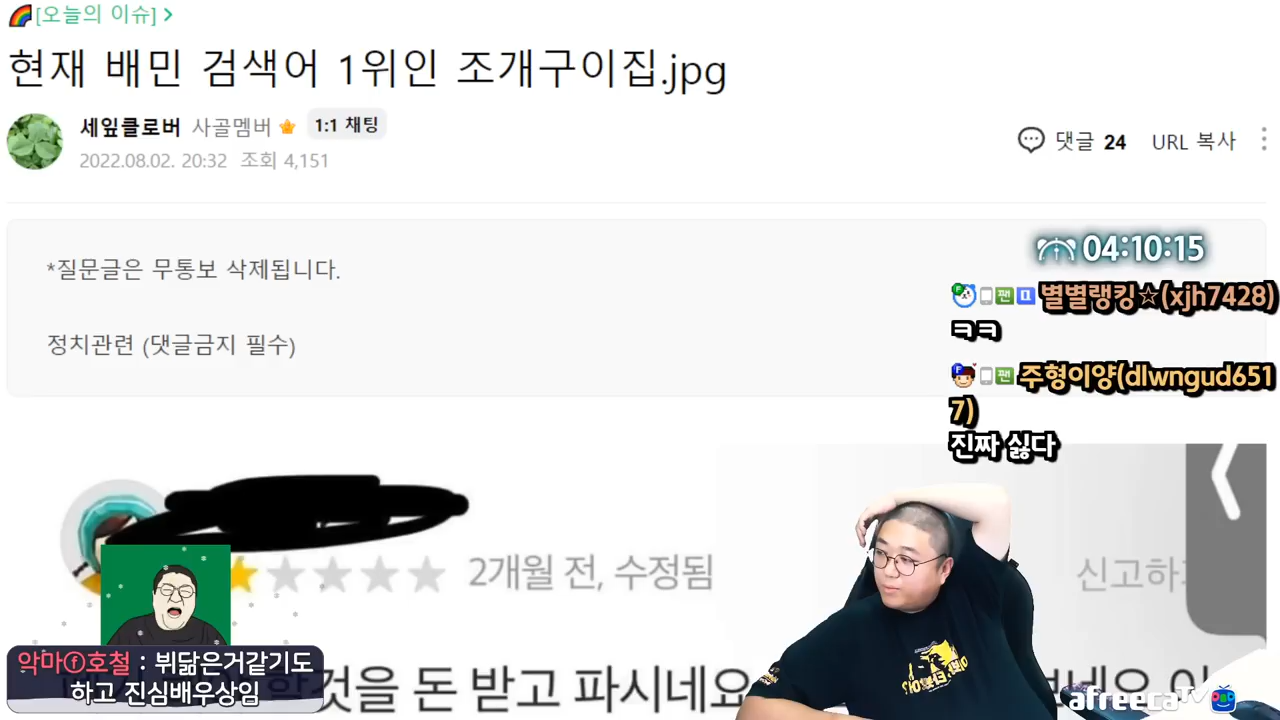 [오늘의 이슈] >
현재 배민 검색어 1위인 조개구이집.jpg
세잎클로버 사골멤버 1:1 채팅
2022.08.02. 20:32 조회 4,151
댓글 24 URL 복사
*질문글은 무통보 삭제됩니다.
정치관련 (댓글금지 필수)
04:10:15
별별랭킹☆(xjh7428)
ㅋㅋ
주형이양(dlwngud651
7)
진짜 싫다
2개월 전, 수정됨
신고하
것을 돈 받고 파시네요
악마ⓕ호철 : 뷔닮은거같기도
하고 진심배우상임
afreecaTV